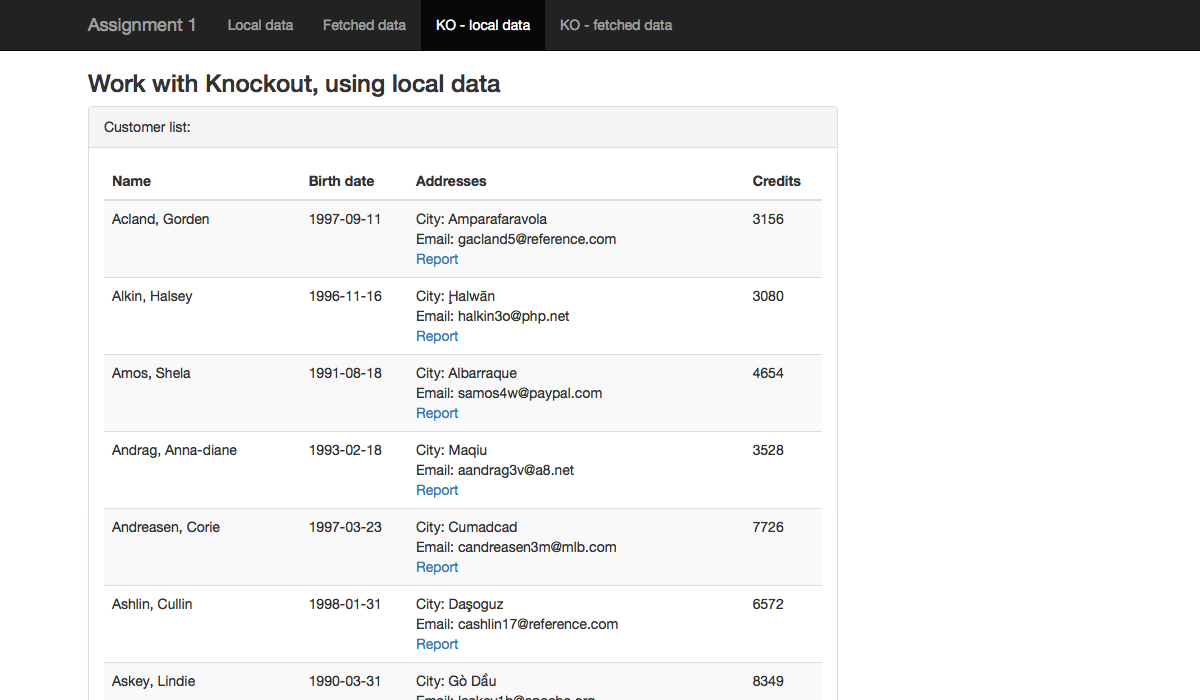 Assignment 1 Local data Fetched data KO - local data KO - fetched data
Work with Knockout, using local data
Customer list:
Name Birth date Addresses Credits
Acland, Gorden 1997-09-11 City: Amparafaravola 3156
Email: gacland5@reference.com
Report
Alkin, Halsey 1996-11-16 City: Ḩalwān 3080
Email: halkin3o@php.net
Report
Amos, Shela 1991-08-18 City: Albarraque 4654
Email: samos4w@paypal.com
Report
Andrag, Anna-diane 1993-02-18 City: Maqiu 3528
Email: aandrag3v@a8.net
Report
Andreasen, Corie 1997-03-23 City: Cumadcad 7726
Email: candreasen3m@mlb.com
Report
Ashlin, Cullin 1998-01-31 City: Daşoguz 6572
Email: cashlin17@reference.com
Report
Askey, Lindie 1990-03-31 City: Gò Dầu 8349